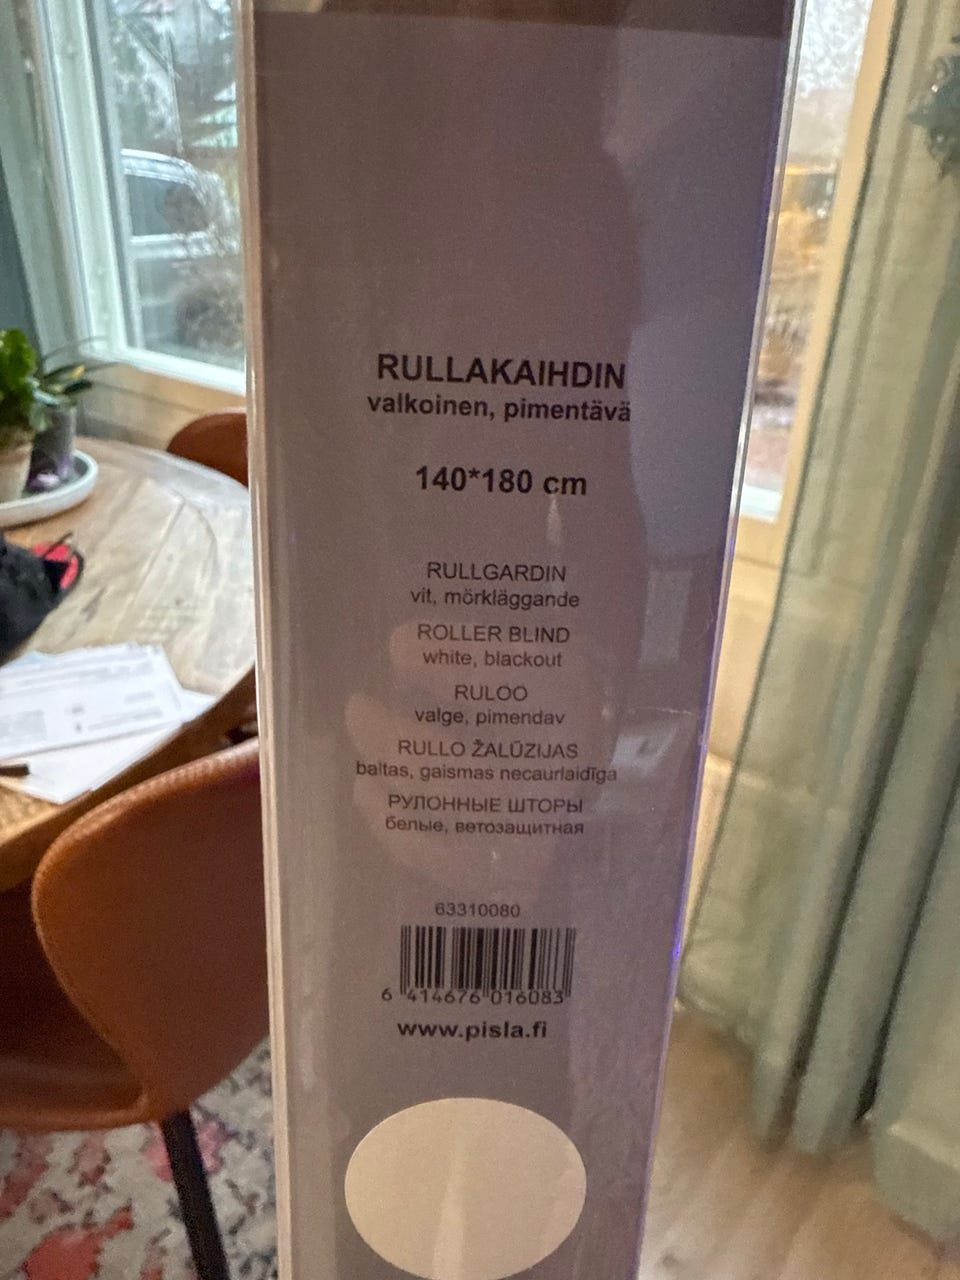 RULLAKAIHDIN
valkoinen, pimentävä
140*180 cm
RULLGARDIN
vit, mörkläggande
ROLLER BLIND
white, blackout
RULOO
valge, pimendav
RULLO ŽALŪZIJAS
baltas, gaismas necaurlaidīga
РУЛОННЫЕ ШТОРЫ
белые, ветозащитная
63310080
6 414676 016083
www.pisla.fi